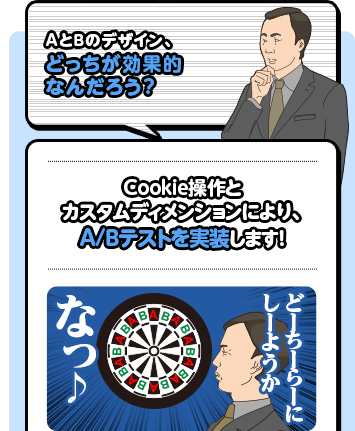 AとBのデザイン、
どっちが効果的
なんだろう？
Cookie操作と
カスタムディメンションにより、
A/Bテストを実装します！
どーちーらーに
しーようか
なっ♪